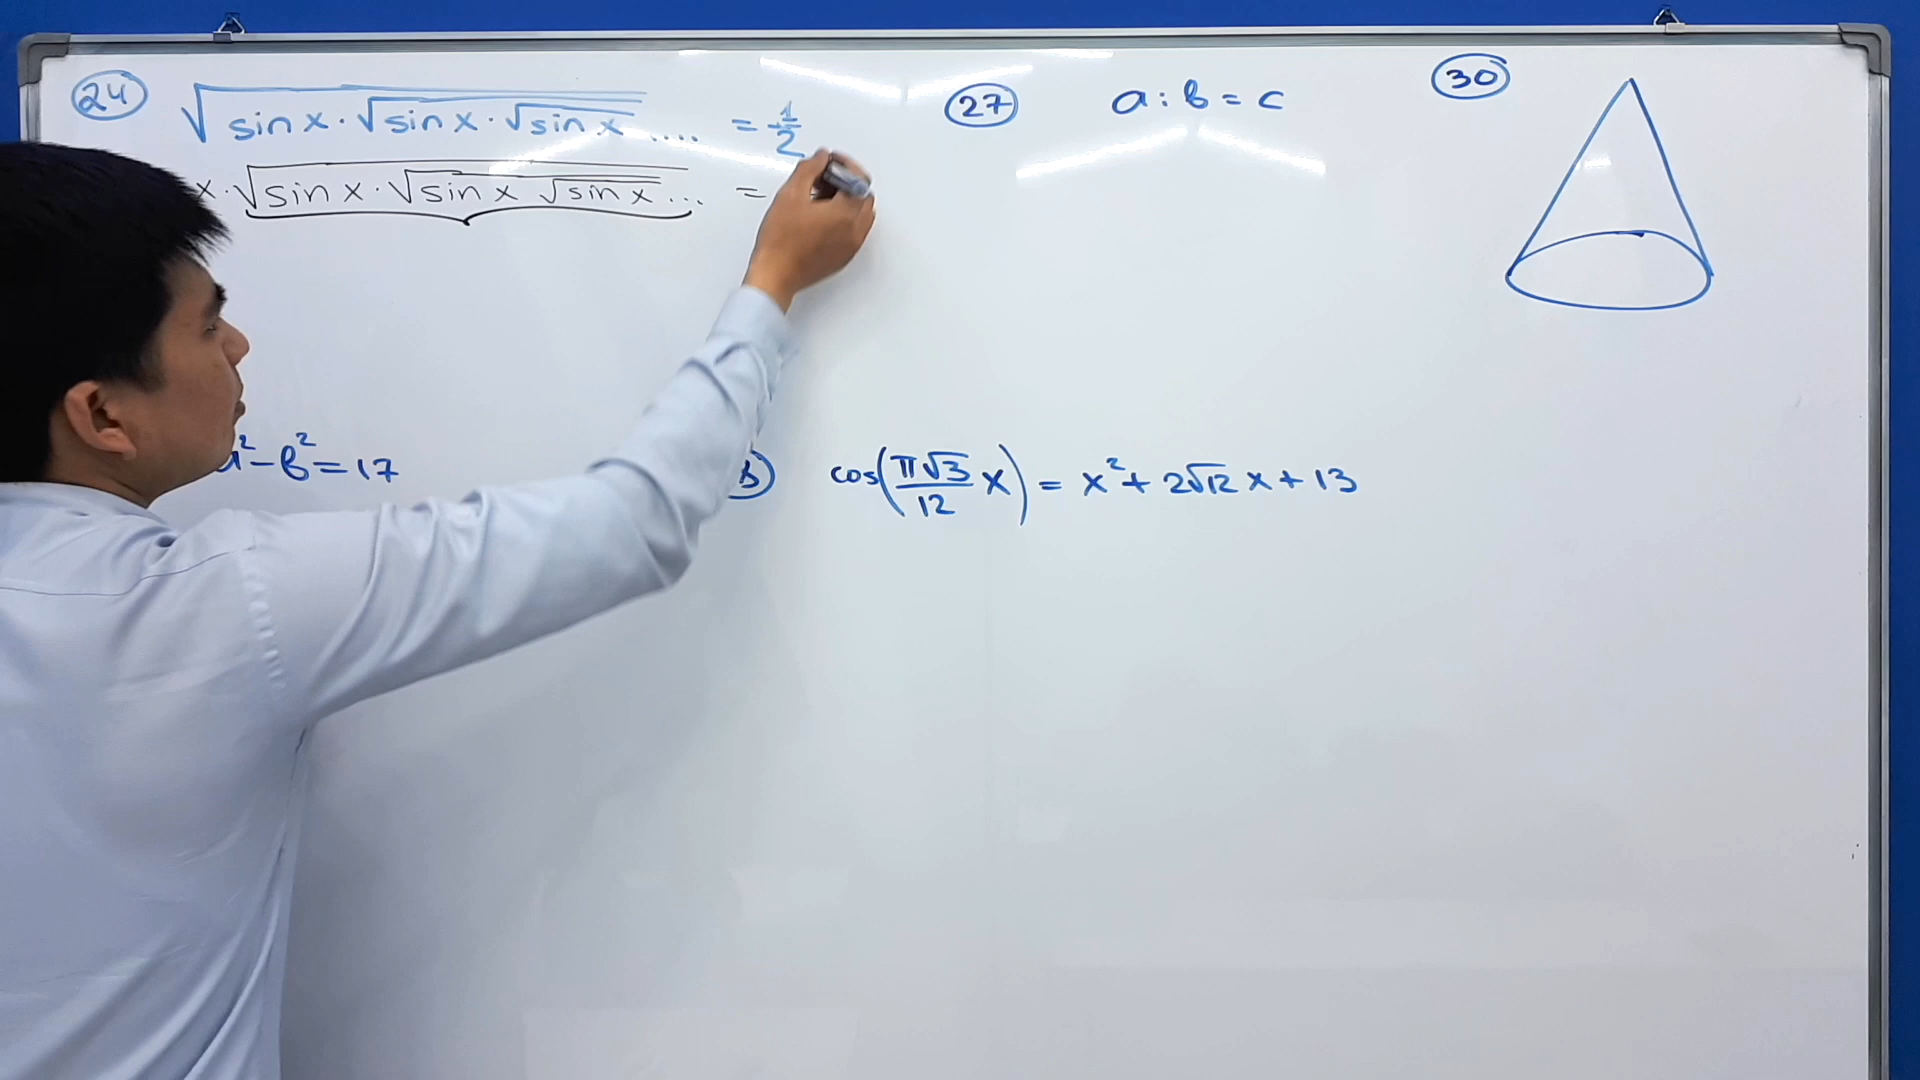 24 √(sin x · √(sin x · √(sin x .... = 1/2
x · √(sin x · √(sin x √(sin x ... =
a² - b² = 17
cos(π√3/12 x) = x² + 2√12 x + 13
27 a : b = c
30